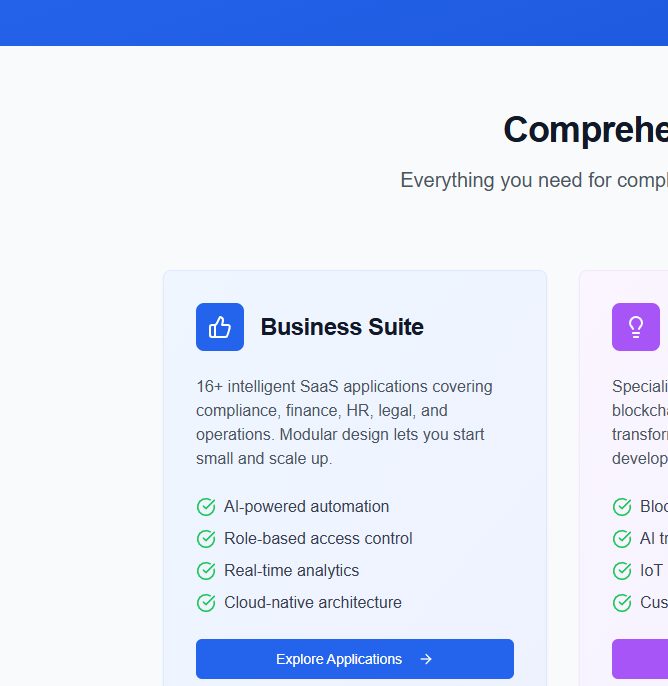 Comprehe
Everything you need for compl
Business Suite
16+ intelligent SaaS applications covering
compliance, finance, HR, legal, and
operations. Modular design lets you start
small and scale up.
AI-powered automation
Role-based access control
Real-time analytics
Cloud-native architecture
Explore Applications
Speciali
blockcha
transfor
develop
Bloc
AI tr
IoT
Cus